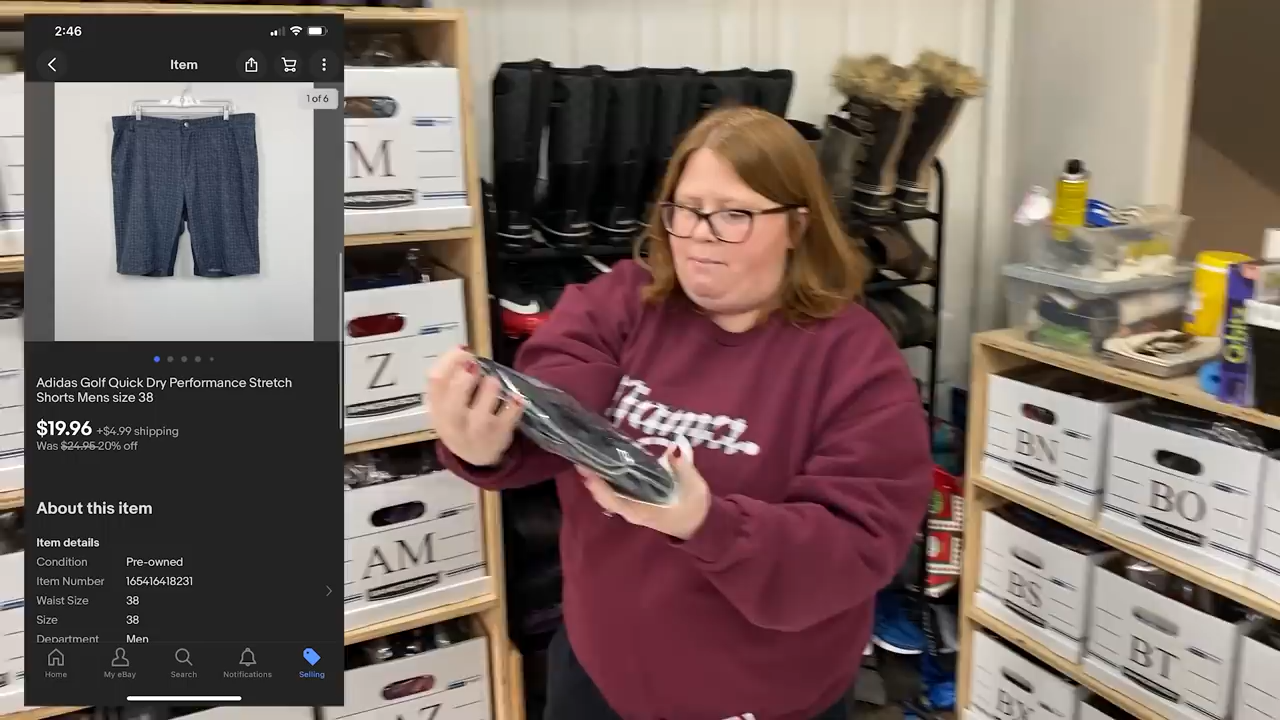 2:46
Item
1 of 6
Adidas Golf Quick Dry Performance Stretch
Shorts Mens size 38
$19.96 +$4.99 shipping
Was $24.95 20% off
About this item
Item details
Condition Pre-owned
Item Number 165416418231
Waist Size 38
Size 38
Department Men
Home
My eBay
Search
Notifications
Selling
M
Z
AM
AZ
BN
BO
BS
BT